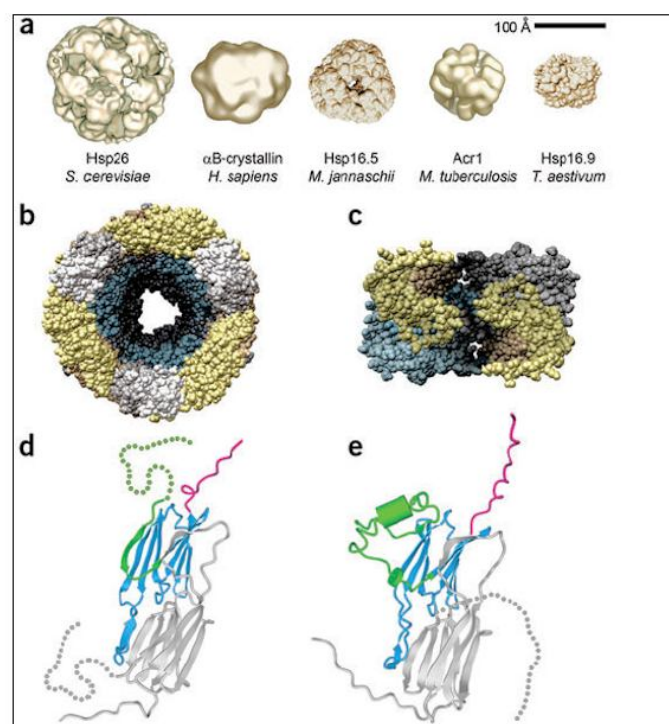 a
100 Å
Hsp26 αB-crystallin Hsp16.5 Acr1 Hsp16.9
S. cerevisiae H. sapiens M. jannaschii M. tuberculosis T. aestivum
b c
d e